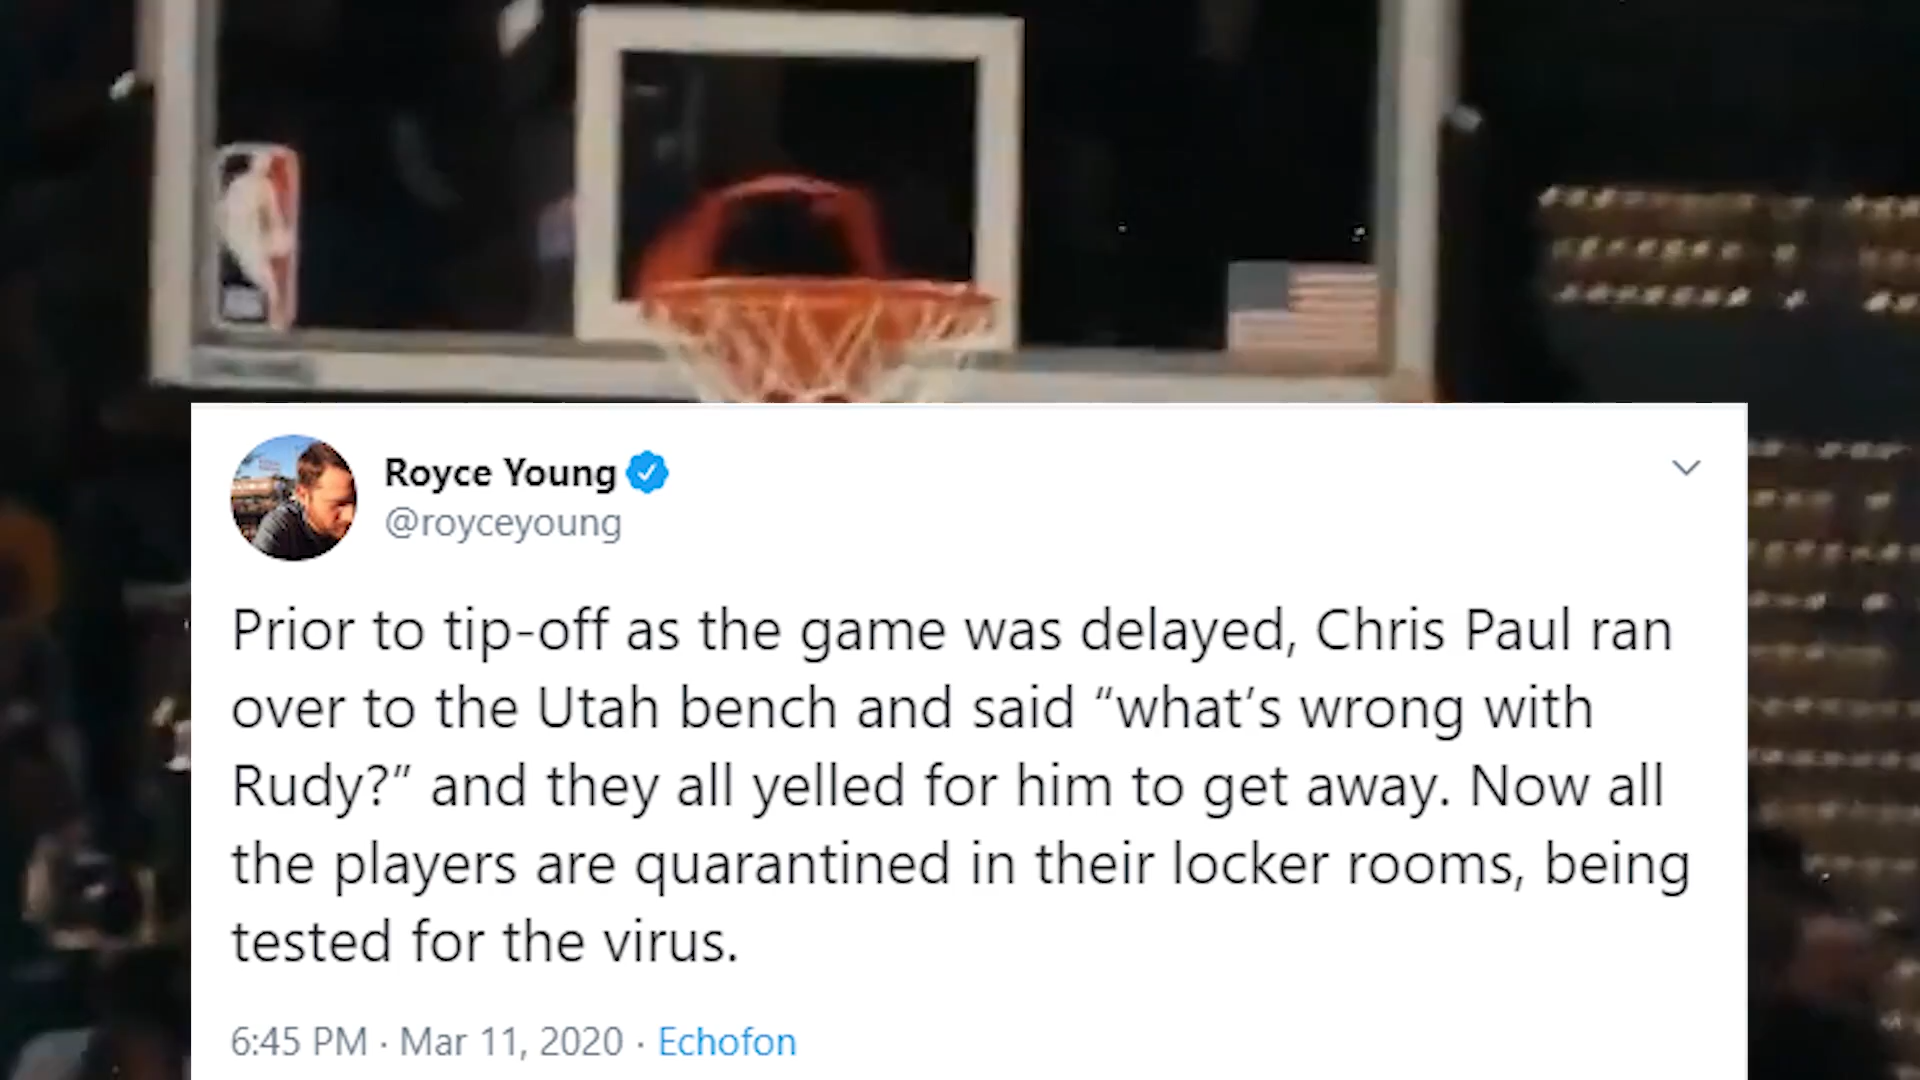 Royce Young
@royceyoung
Prior to tip-off as the game was delayed, Chris Paul ran
over to the Utah bench and said “what’s wrong with
Rudy?” and they all yelled for him to get away. Now all
the players are quarantined in their locker rooms, being
tested for the virus.
6:45 PM · Mar 11, 2020 · Echofon